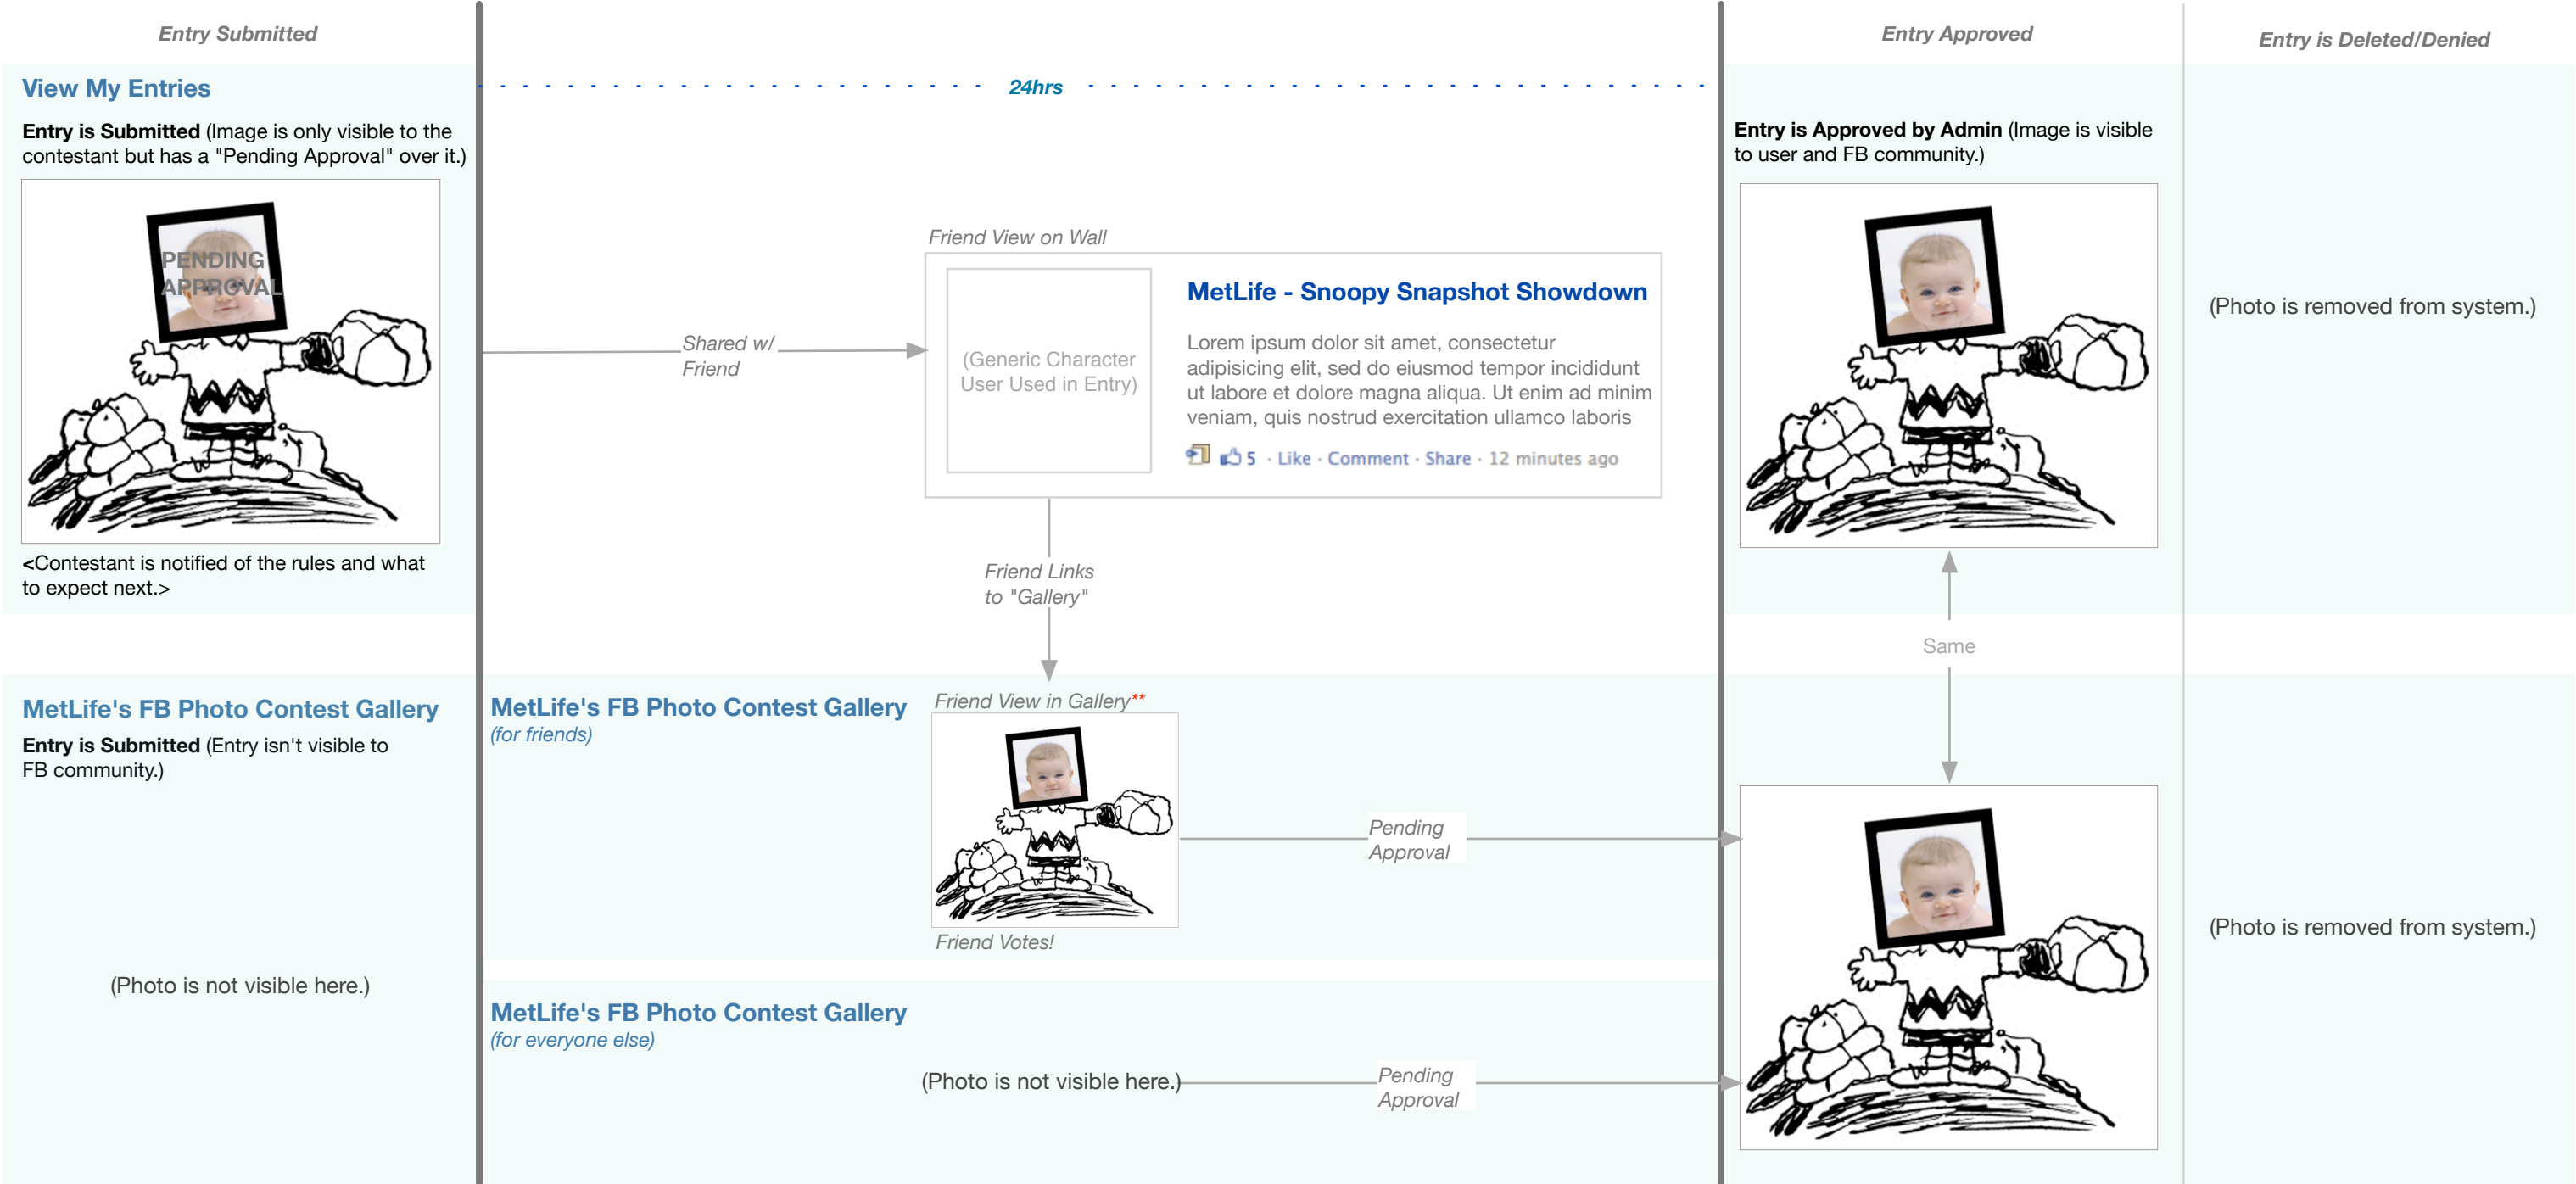 Entry Submitted
View My Entries
Entry is Submitted (Image is only visible to the
contestant but has a "Pending Approval" over it.)
PENDING
APPROVAL
<Contestant is notified of the rules and what
to expect next.>
MetLife's FB Photo Contest Gallery
Entry is Submitted (Entry isn't visible to
FB community.)
(Photo is not visible here.)
24hrs
Shared w/
Friend
Friend View on Wall
(Generic Character
User Used in Entry)
MetLife - Snoopy Snapshot Showdown
Lorem ipsum dolor sit amet, consectetur
adipisicing elit, sed do eiusmod tempor incididunt
ut labore et dolore magna aliqua. Ut enim ad minim
veniam, quis nostrud exercitation ullamco laboris
5 · Like · Comment · Share · 12 minutes ago
Friend Links
to "Gallery"
MetLife's FB Photo Contest Gallery
(for friends)
Friend View in Gallery**
Friend Votes!
Pending
Approval
MetLife's FB Photo Contest Gallery
(for everyone else)
(Photo is not visible here.)
Pending
Approval
Entry Approved
Entry is Approved by Admin (Image is visible
to user and FB community.)
Same
Entry is Deleted/Denied
(Photo is removed from system.)
(Photo is removed from system.)